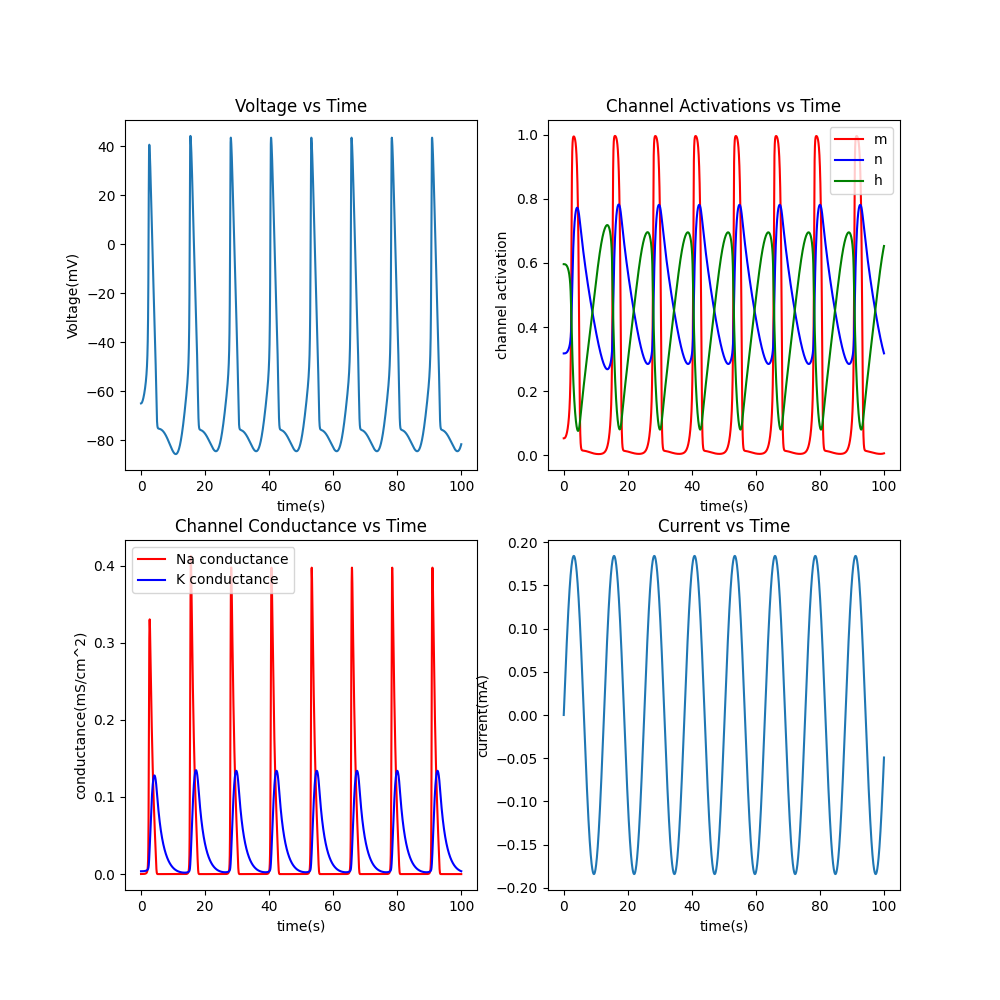 Voltage vs Time
40
20
0
−20
−40
−60
−80
Voltage(mV)
0 20 40 60 80 100
time(s)
Channel Activations vs Time
1.0
0.8
0.6
0.4
0.2
0.0
channel activation
m
n
h
0 20 40 60 80 100
time(s)
Channel Conductance vs Time
0.4
0.3
0.2
0.1
0.0
conductance(mS/cm^2)
Na conductance
K conductance
0 20 40 60 80 100
time(s)
Current vs Time
0.20
0.15
0.10
0.05
0.00
−0.05
−0.10
−0.15
−0.20
current(mA)
0 20 40 60 80 100
time(s)